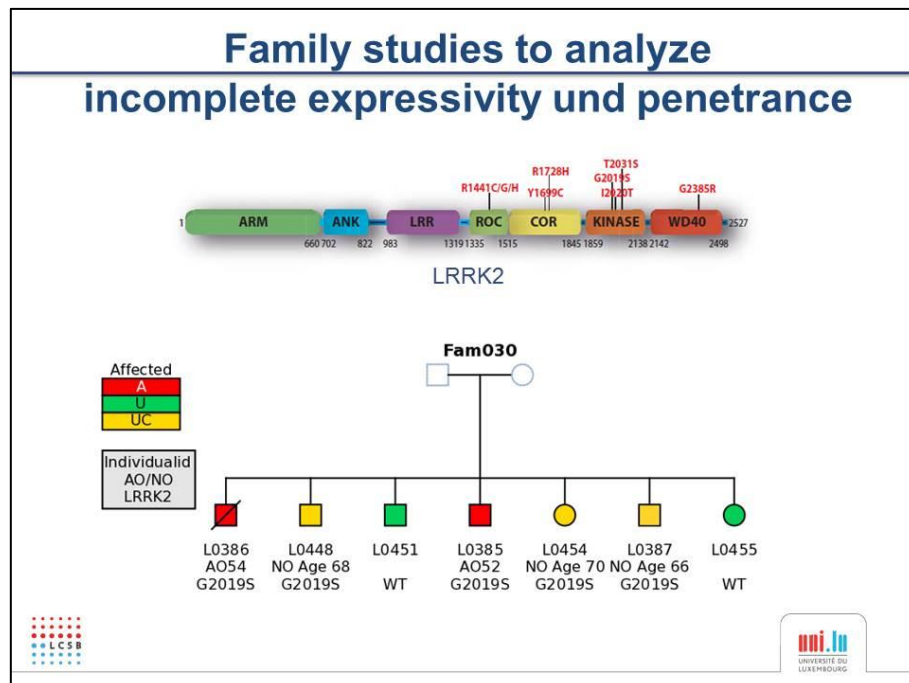 Family studies to analyze
incomplete expressivity und penetrance
T2031S
R1728H
G2019S
R1441C/G/H
Y1699C
I2020T
G2385R
1
ARM
ANK
LRR
ROC
COR
KINASE
WD40
2527
660
702
822
983
1319
1335
1515
1845
1859
2138
2142
2498
LRRK2
Fam030
Affected
A
U
UC
Individualid
AO/NO
LRRK2
L0386
AO54
G2019S
L0448
NO Age 68
G2019S
L0451
WT
L0385
AO52
G2019S
L0454
NO Age 70
G2019S
L0387
NO Age 66
G2019S
L0455
WT
LCSB
uni.lu
UNIVERSITÉ DU
LUXEMBOURG